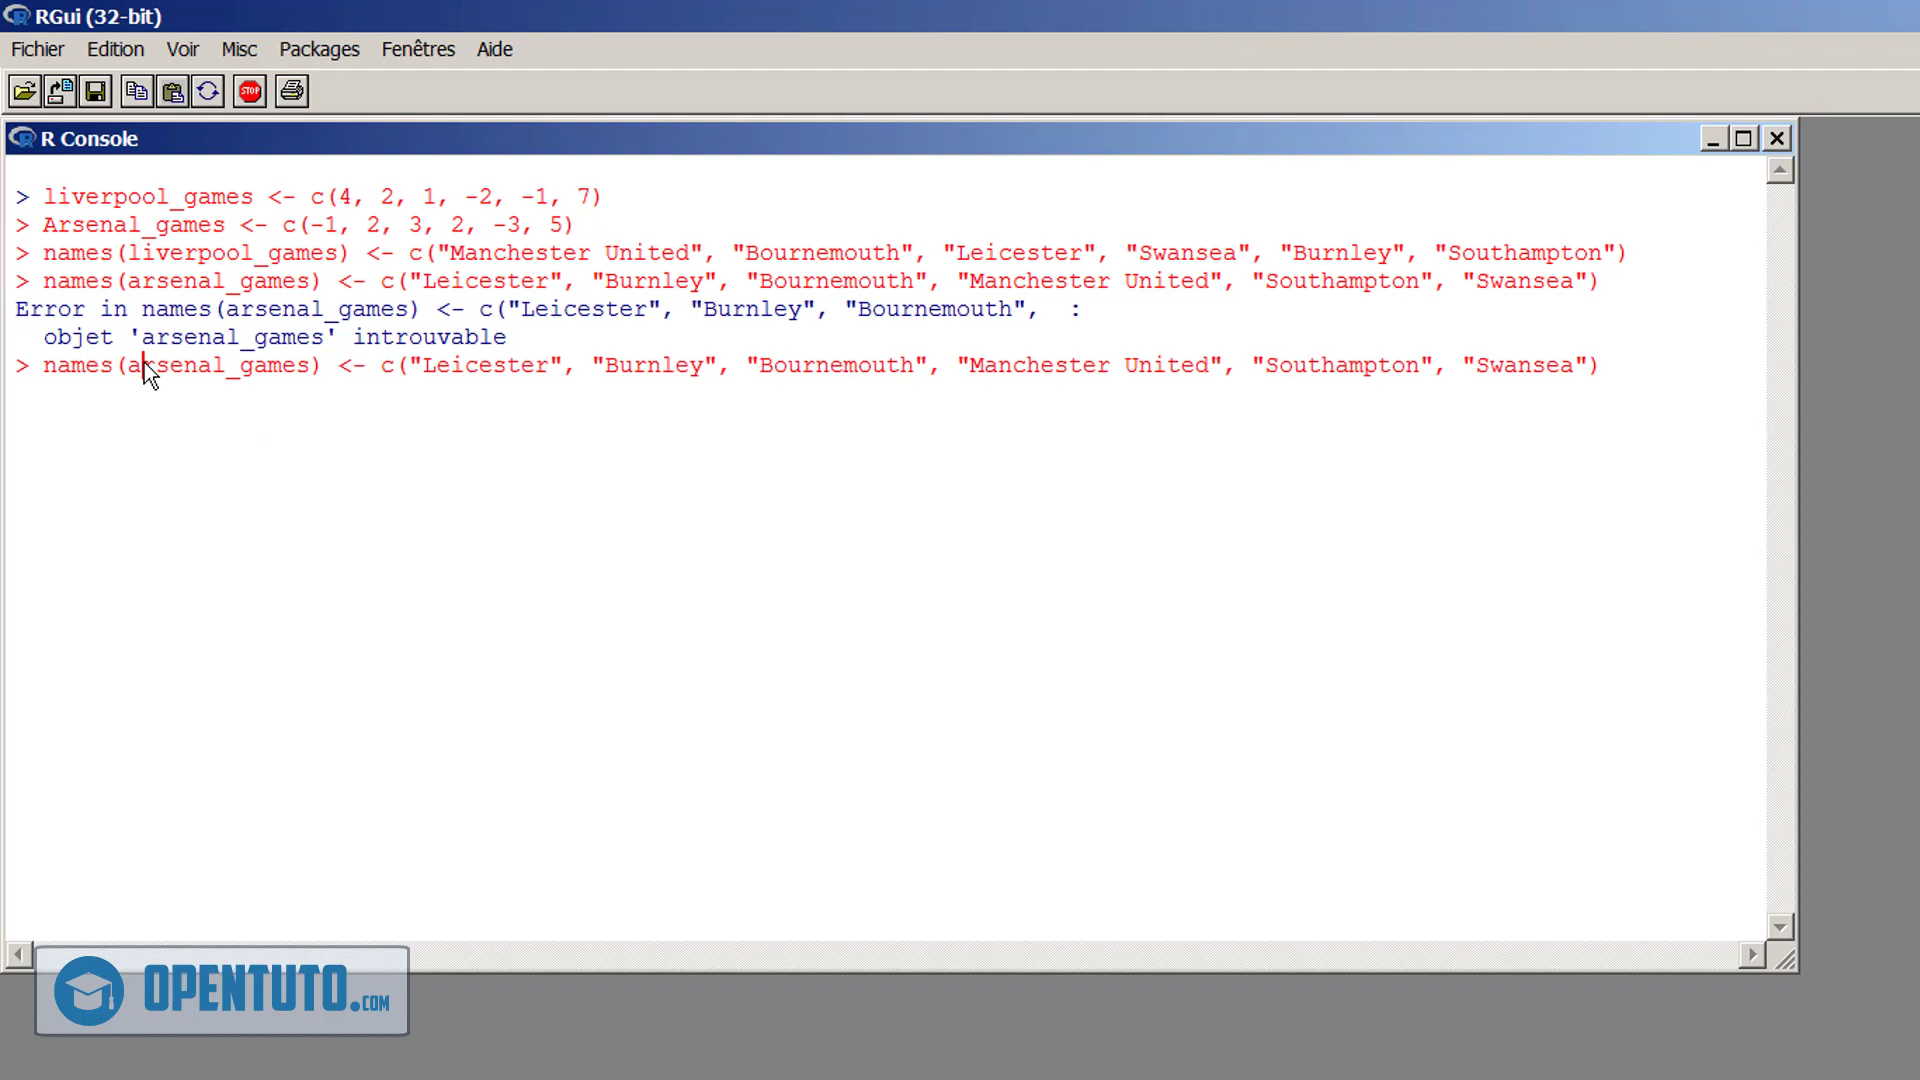 RGui (32-bit)
Fichier Edition Voir Misc Packages Fenêtres Aide
STOP
R Console
> liverpool_games <- c(4, 2, 1, -2, -1, 7)
> Arsenal_games <- c(-1, 2, 3, 2, -3, 5)
> names(liverpool_games) <- c("Manchester United", "Bournemouth", "Leicester", "Swansea", "Burnley", "Southampton")
> names(arsenal_games) <- c("Leicester", "Burnley", "Bournemouth", "Manchester United", "Southampton", "Swansea")
Error in names(arsenal_games) <- c("Leicester", "Burnley", "Bournemouth",  :
  objet 'arsenal_games' introuvable
> names(arsenal_games) <- c("Leicester", "Burnley", "Bournemouth", "Manchester United", "Southampton", "Swansea")
OPENTUTO.COM